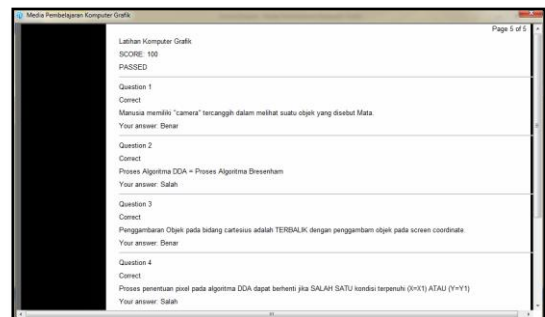 Media Pembelajaran Komputer Grafik
Page 5 of 5
Latihan Komputer Grafik
SCORE: 100
PASSED
Question 1
Correct
Manusia memiliki "camera" tercanggih dalam melihat suatu objek yang disebut Mata.
Your answer: Benar
Question 2
Correct
Proses Algoritma DDA = Proses Algoritma Bresenham
Your answer: Salah
Question 3
Correct
Penggambaran Objek pada bidang cartesius adalah TERBALIK dengan penggambarn objek pada screen coordinate.
Your answer: Benar
Question 4
Correct
Proses penentuan pixel pada algoritma DDA dapat berhenti jika SALAH SATU kondisi terpenuhi (X=X1) ATAU (Y=Y1)
Your answer: Salah